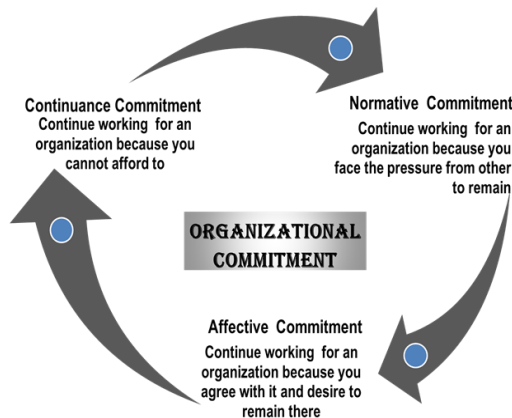 Continuance Commitment
Continue working for an
organization because you
cannot afford to
Normative Commitment
Continue working for an
organization because you
face the pressure from other
to remain
ORGANIZATIONAL
COMMITMENT
Affective Commitment
Continue working for an
organization because you
agree with it and desire to
remain there